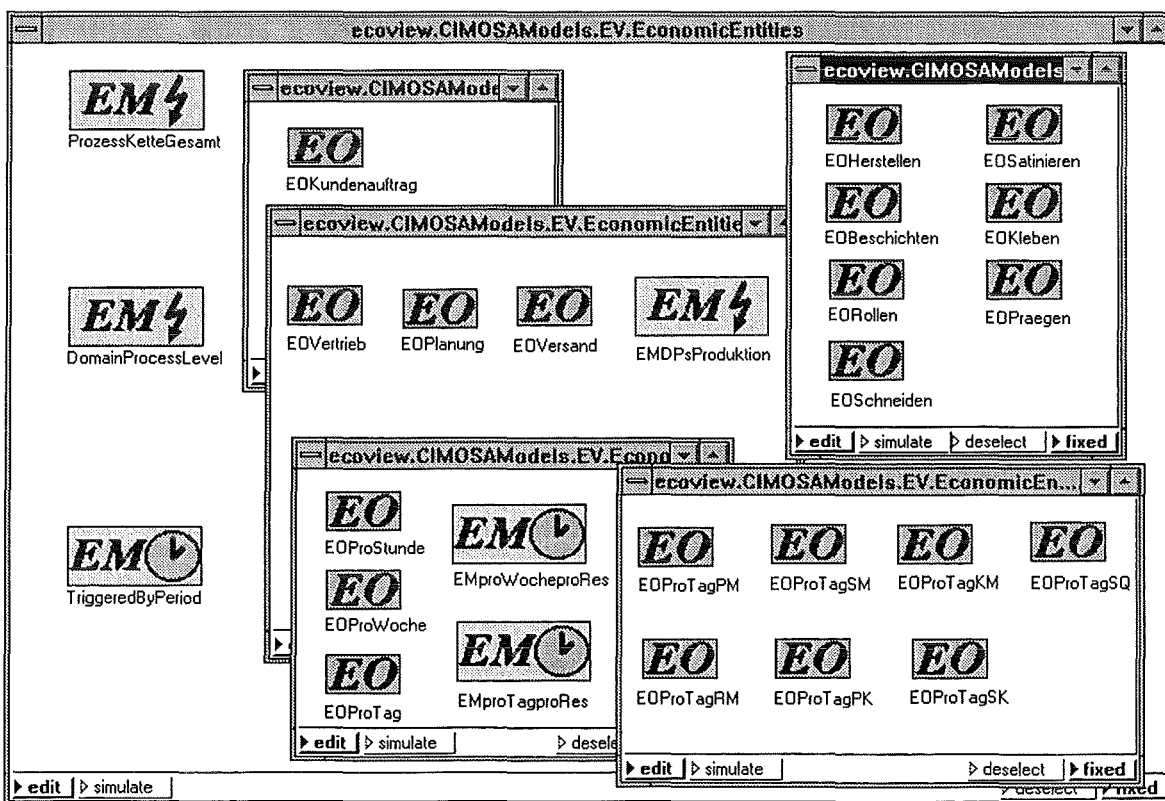 ecoview.CIMOSAModels.EV.EconomicEntities
EM
ProzessKetteGesamt
EM
DomainProcessLevel
EM
TriggeredByPeriod
edit simulate
deselect fixed
ecoview.CIMOSAMode
EO
EOKundenauftrag
ecoview.CIMOSAModels.EV.EconomicEntitie
EO EO EO EM
EOVertrieb EOPlanung EOVersand EMDPsProduktion
ecoview.CIMOSAModels
EO EO
EOHerstellen EOSatinieren
EO EO
EOBeschichten EOKleben
EO EO
EORollen EOPraegen
EO
EOSchneiden
edit simulate deselect fixed
ecoview.CIMOSAModels.EV.Econo
EO EM
EOProStunde EMproWocheproRes
EO
EOProWoche
EO EM
EOProTag EMproTagproRes
edit simulate desele
ecoview.CIMOSAModels.EV.EconomicEn...
EO EO EO EO
EOProTagPM EOProTagSM EOProTagKM EOProTagSQ
EO EO EO
EOProTagRM EOProTagPK EOProTagSK
edit simulate deselect fixed